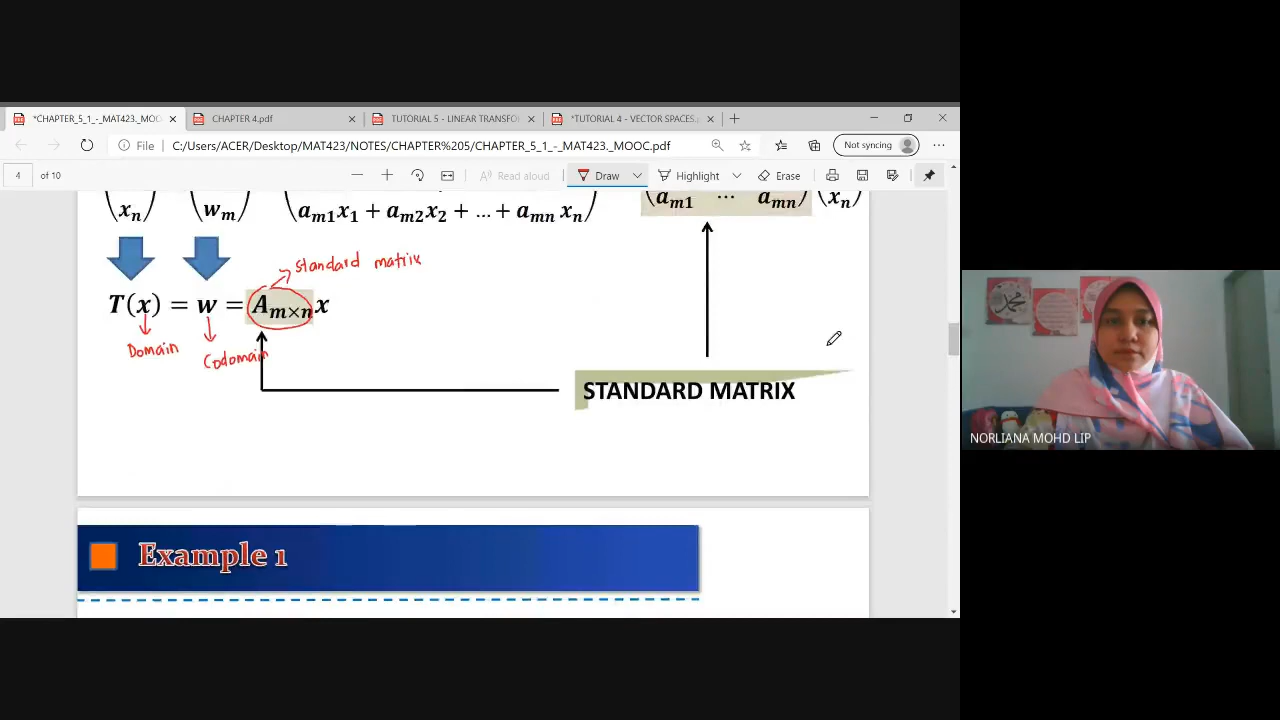 *CHAPTER_5_1_-_MAT423._MOO
CHAPTER 4.pdf
TUTORIAL 5 - LINEAR TRANSFO
*TUTORIAL 4 - VECTOR SPACES.p
File
C:/Users/ACER/Desktop/MAT423/NOTES/CHAPTER%205/CHAPTER_5_1_-_MAT423._MOOC.pdf
Not syncing
4 of 10
Read aloud
Draw
Highlight
Erase
(x_n) (w_m) (a_m1 x_1 + a_m2 x_2 + … + a_mn x_n) (a_m1 ⋯ a_mn) (x_n)
standard matrix
T(x) = w = A_m×n x
Domain
Codomain
STANDARD MATRIX
NORLIANA MOHD LIP
Example 1